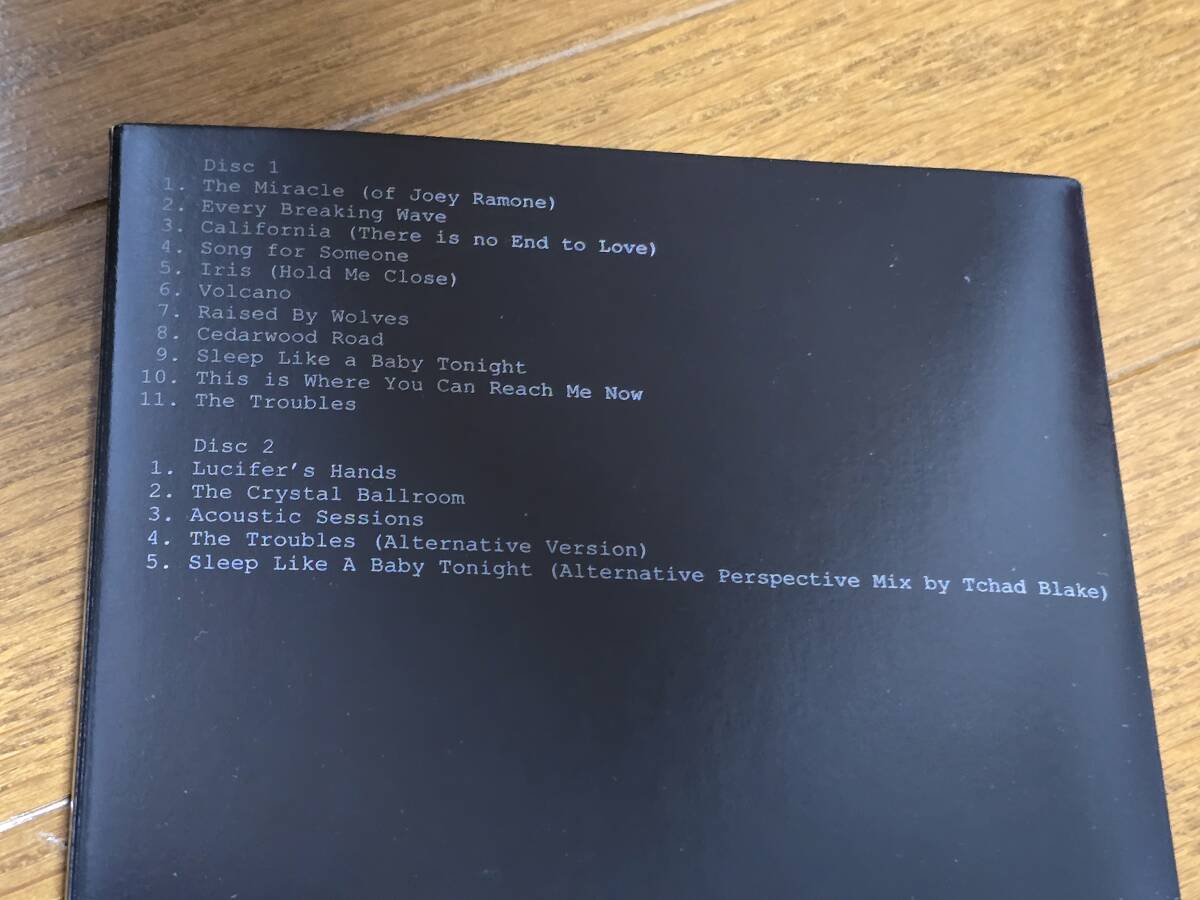 Disc 1
1. The Miracle (of Joey Ramone)
2. Every Breaking Wave
3. California (There is no End to Love)
4. Song for Someone
5. Iris (Hold Me Close)
6. Volcano
7. Raised By Wolves
8. Cedarwood Road
9. Sleep Like a Baby Tonight
10. This is Where You Can Reach Me Now
11. The Troubles
Disc 2
1. Lucifer's Hands
2. The Crystal Ballroom
3. Acoustic Sessions
4. The Troubles (Alternative Version)
5. Sleep Like A Baby Tonight (Alternative Perspective Mix by Tchad Blake)